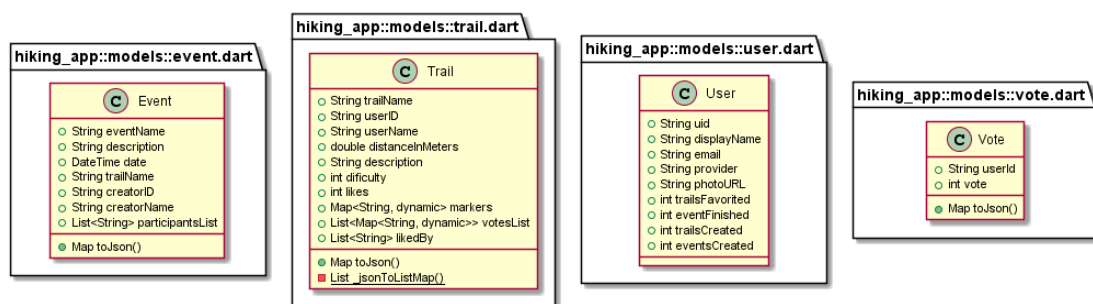 hiking_app::models::event.dart
C Event
String eventName
String description
DateTime date
String trailName
String creatorID
String creatorName
List<String> participantsList
Map toJson()
hiking_app::models::trail.dart
C Trail
String trailName
String userID
String userName
double distanceInMeters
String description
int dificulty
int likes
Map<String, dynamic> markers
List<Map<String, dynamic>> votesList
List<String> likedBy
Map toJson()
List _jsonToListMap()
hiking_app::models::user.dart
C User
String uid
String displayName
String email
String provider
String photoURL
int trailsFavorited
int eventFinished
int trailsCreated
int eventsCreated
hiking_app::models::vote.dart
C Vote
String userId
int vote
Map toJson()